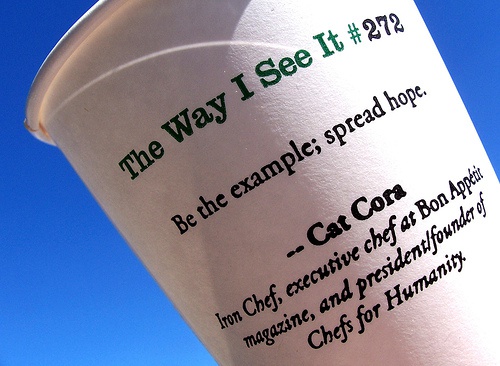 The Way I See It #272
Be the example; spread hope.
-- Cat Cora
Iron Chef, executive chef at Bon Appétit
magazine, and president/founder of
Chefs for Humanity.